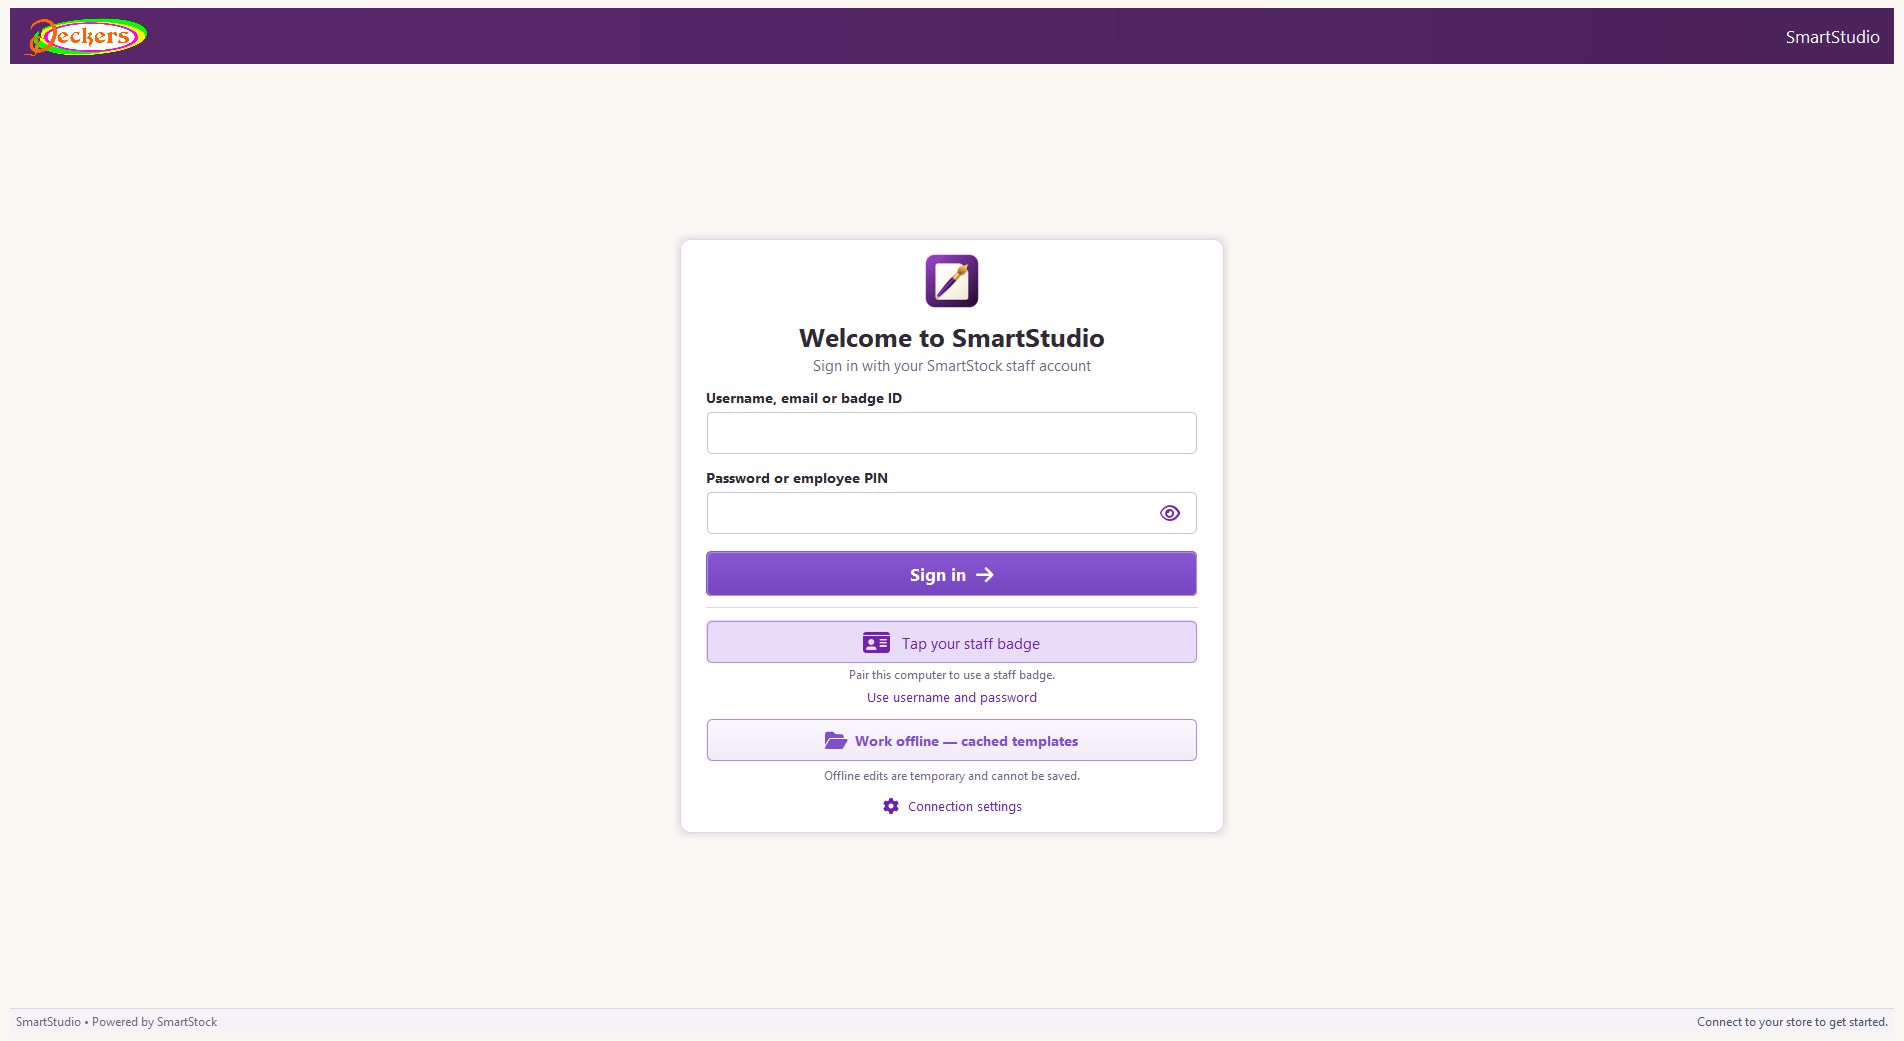 Deckers
SmartStudio
Welcome to SmartStudio
Sign in with your SmartStock staff account
Username, email or badge ID
Password or employee PIN
Sign in
Tap your staff badge
Pair this computer to use a staff badge.
Use username and password
Work offline — cached templates
Offline edits are temporary and cannot be saved.
Connection settings
SmartStudio • Powered by SmartStock
Connect to your store to get started.